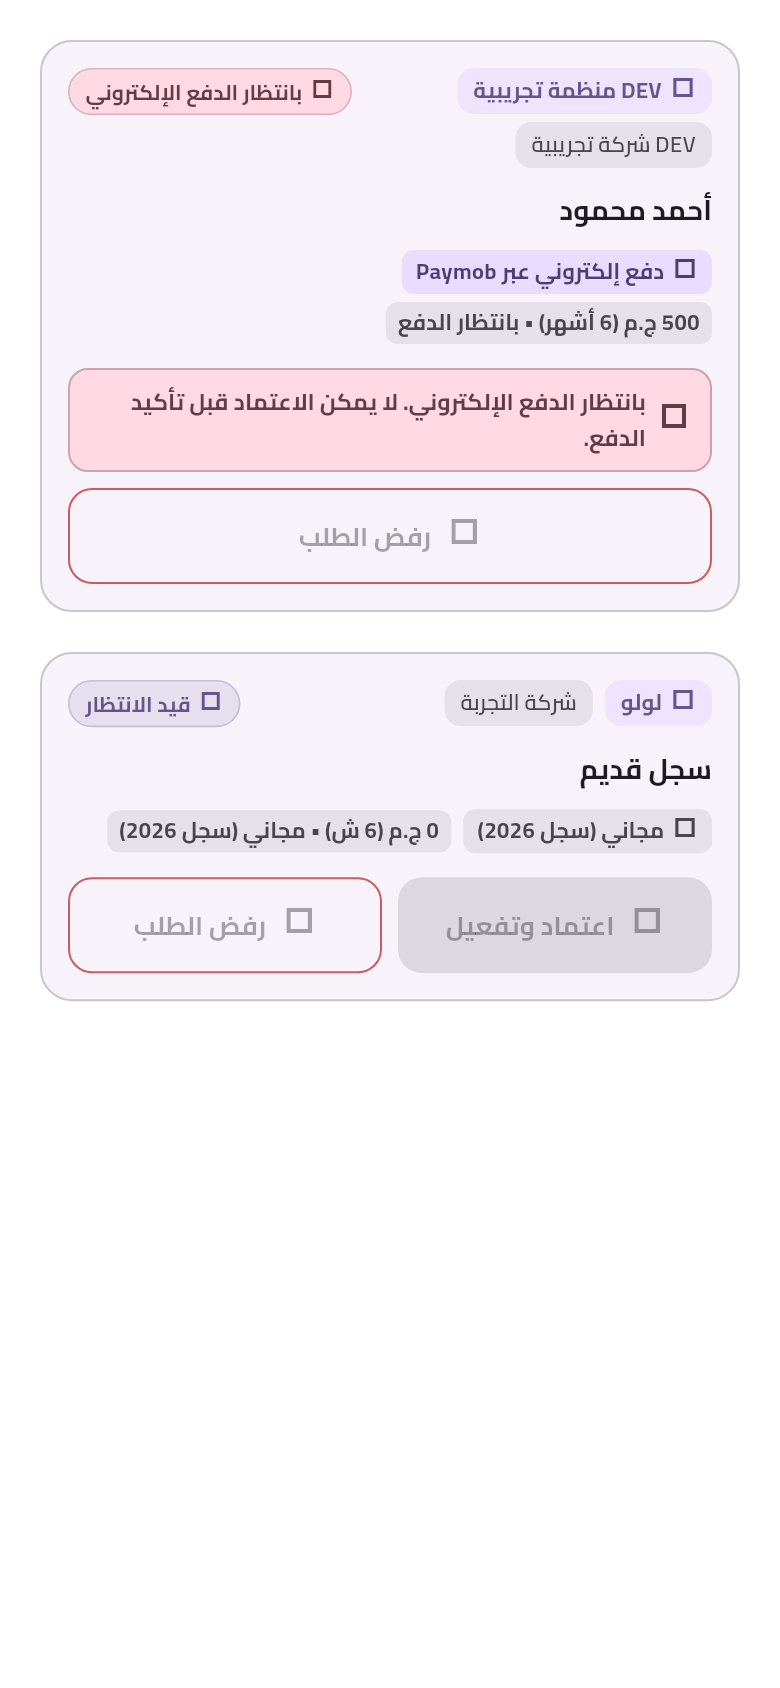 DEV منظمة تجريبية
بانتظار الدفع الإلكتروني
DEV شركة تجريبية
أحمد محمود
دفع إلكتروني عبر Paymob
500 ج.م (6 أشهر) • بانتظار الدفع
بانتظار الدفع الإلكتروني. لا يمكن الاعتماد قبل تأكيد
الدفع.
رفض الطلب
لولو
شركة التجربة
قيد الانتظار
سجل قديم
مجاني (سجل 2026)
0 ج.م (6 ش) • مجاني (سجل 2026)
اعتماد وتفعيل
رفض الطلب